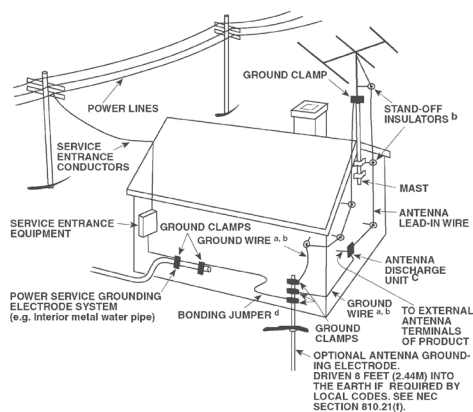 GROUND CLAMP
POWER LINES
STAND-OFF
INSULATORS b
SERVICE
ENTRANCE
CONDUCTORS
MAST
ANTENNA
LEAD-IN WIRE
SERVICE ENTRANCE
EQUIPMENT
GROUND CLAMPS
GROUND WIRE a, b
ANTENNA
DISCHARGE
UNIT C
POWER SERVICE GROUNDING
ELECTRODE SYSTEM
(e.g. Interior metal water pipe)
BONDING JUMPER d
GROUND
WIRE a, b
TO EXTERNAL
ANTENNA
TERMINALS
OF PRODUCT
GROUND
CLAMPS
OPTIONAL ANTENNA GROUND-
ING ELECTRODE.
DRIVEN 8 FEET (2.44M) INTO
THE EARTH IF REQUIRED BY
LOCAL CODES. SEE NEC
SECTION 810.21(f).